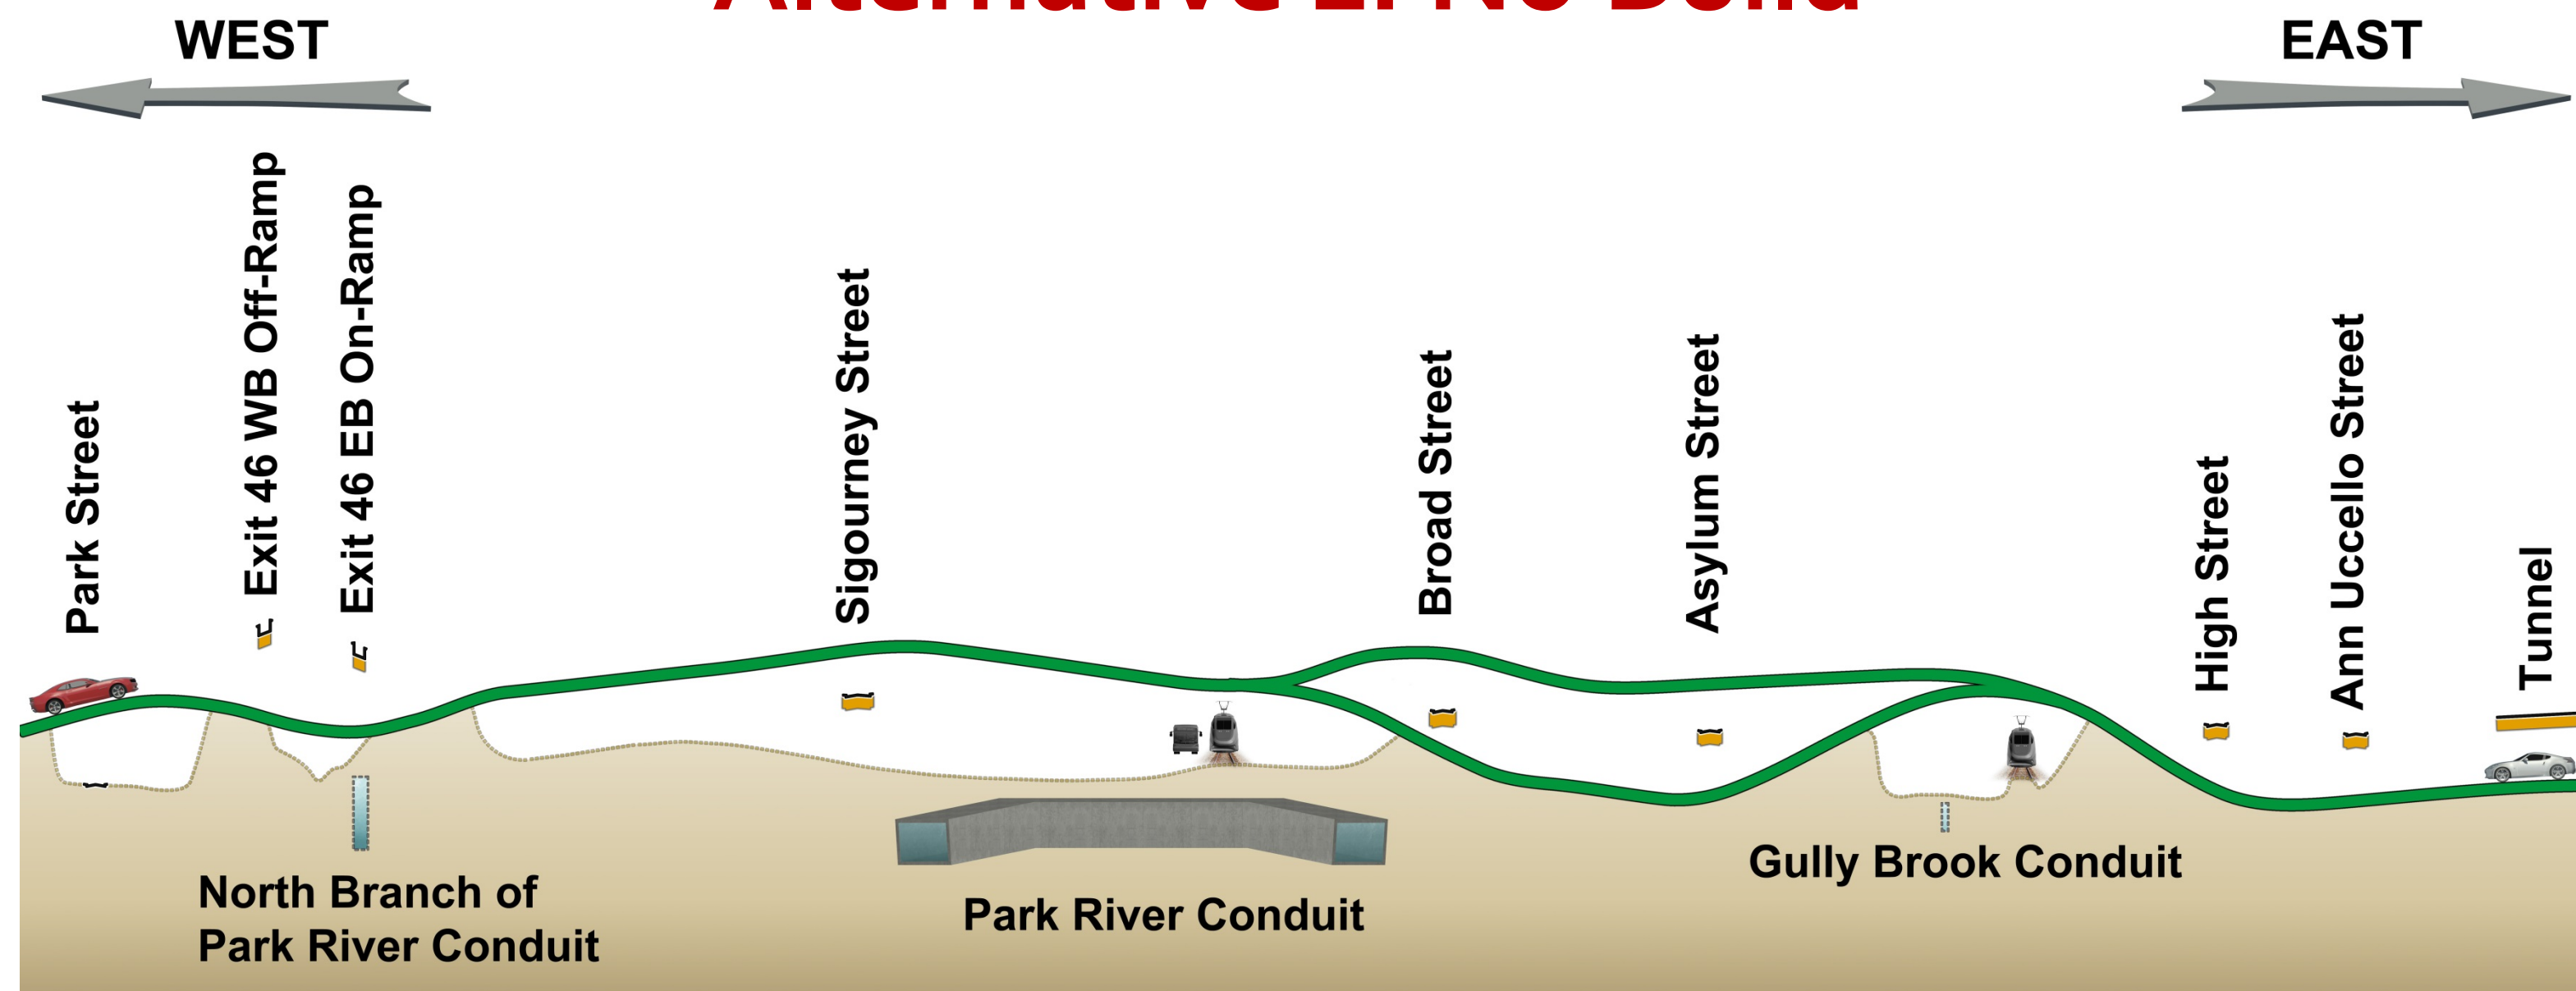 WEST
EAST
Park Street
Exit 46 WB Off-Ramp
Exit 46 EB On-Ramp
Sigourney Street
Broad Street
Asylum Street
High Street
Ann Uccello Street
Tunnel
North Branch of
Park River Conduit
Park River Conduit
Gully Brook Conduit